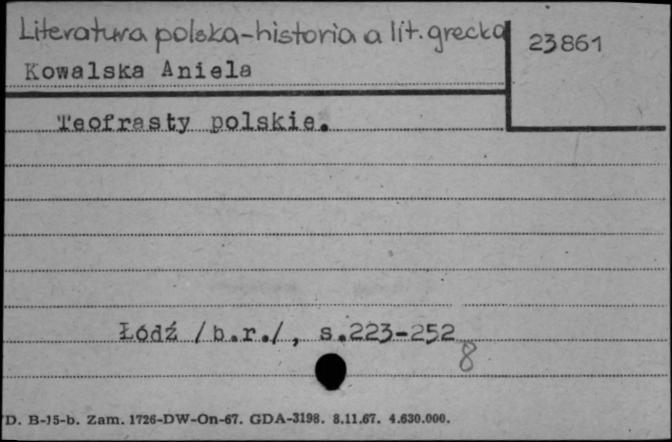 Literatura polska-historia a lit. grecka
23861
Kowalska Aniela
Teofrasty polskie.
Łódź /b.r./, s.223-252
8
D. B-15-b. Zam. 1726-DW-On-67. GDA-3198. 8.11.67. 4.630.000.